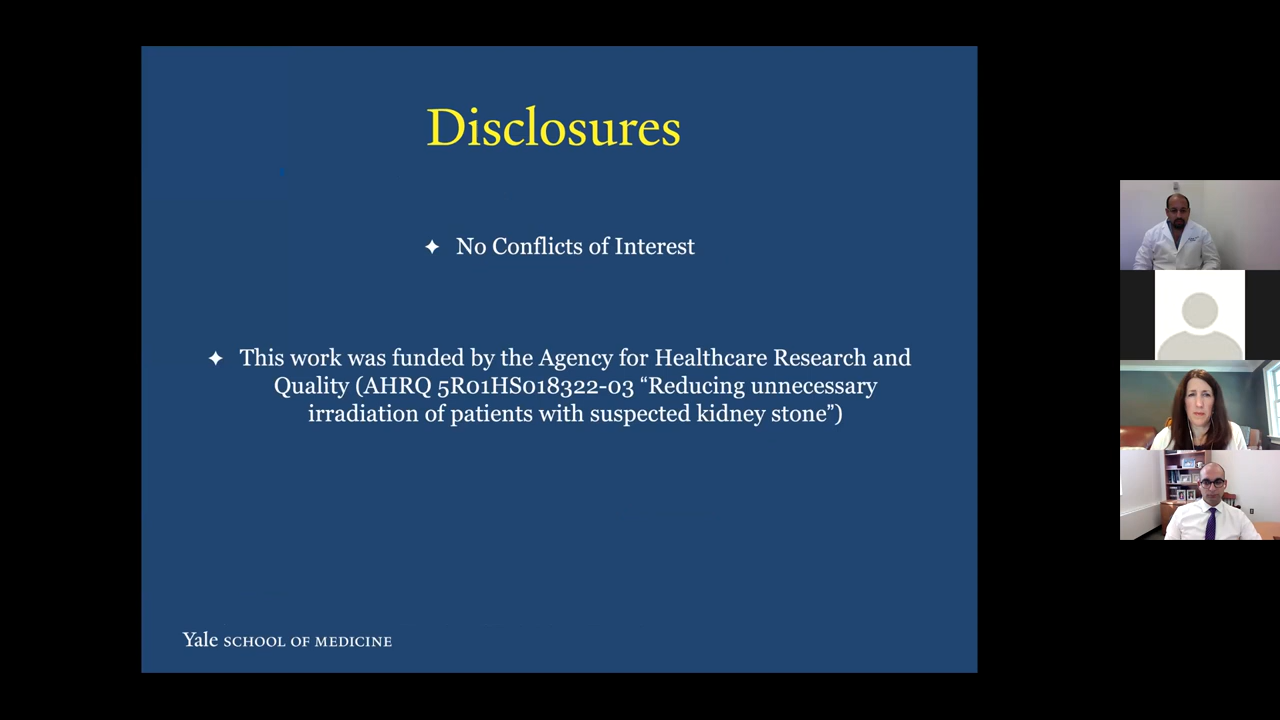 Disclosures
✦ No Conflicts of Interest
✦ This work was funded by the Agency for Healthcare Research and
Quality (AHRQ 5R01HS018322-03 “Reducing unnecessary
irradiation of patients with suspected kidney stone”)
Yale SCHOOL OF MEDICINE